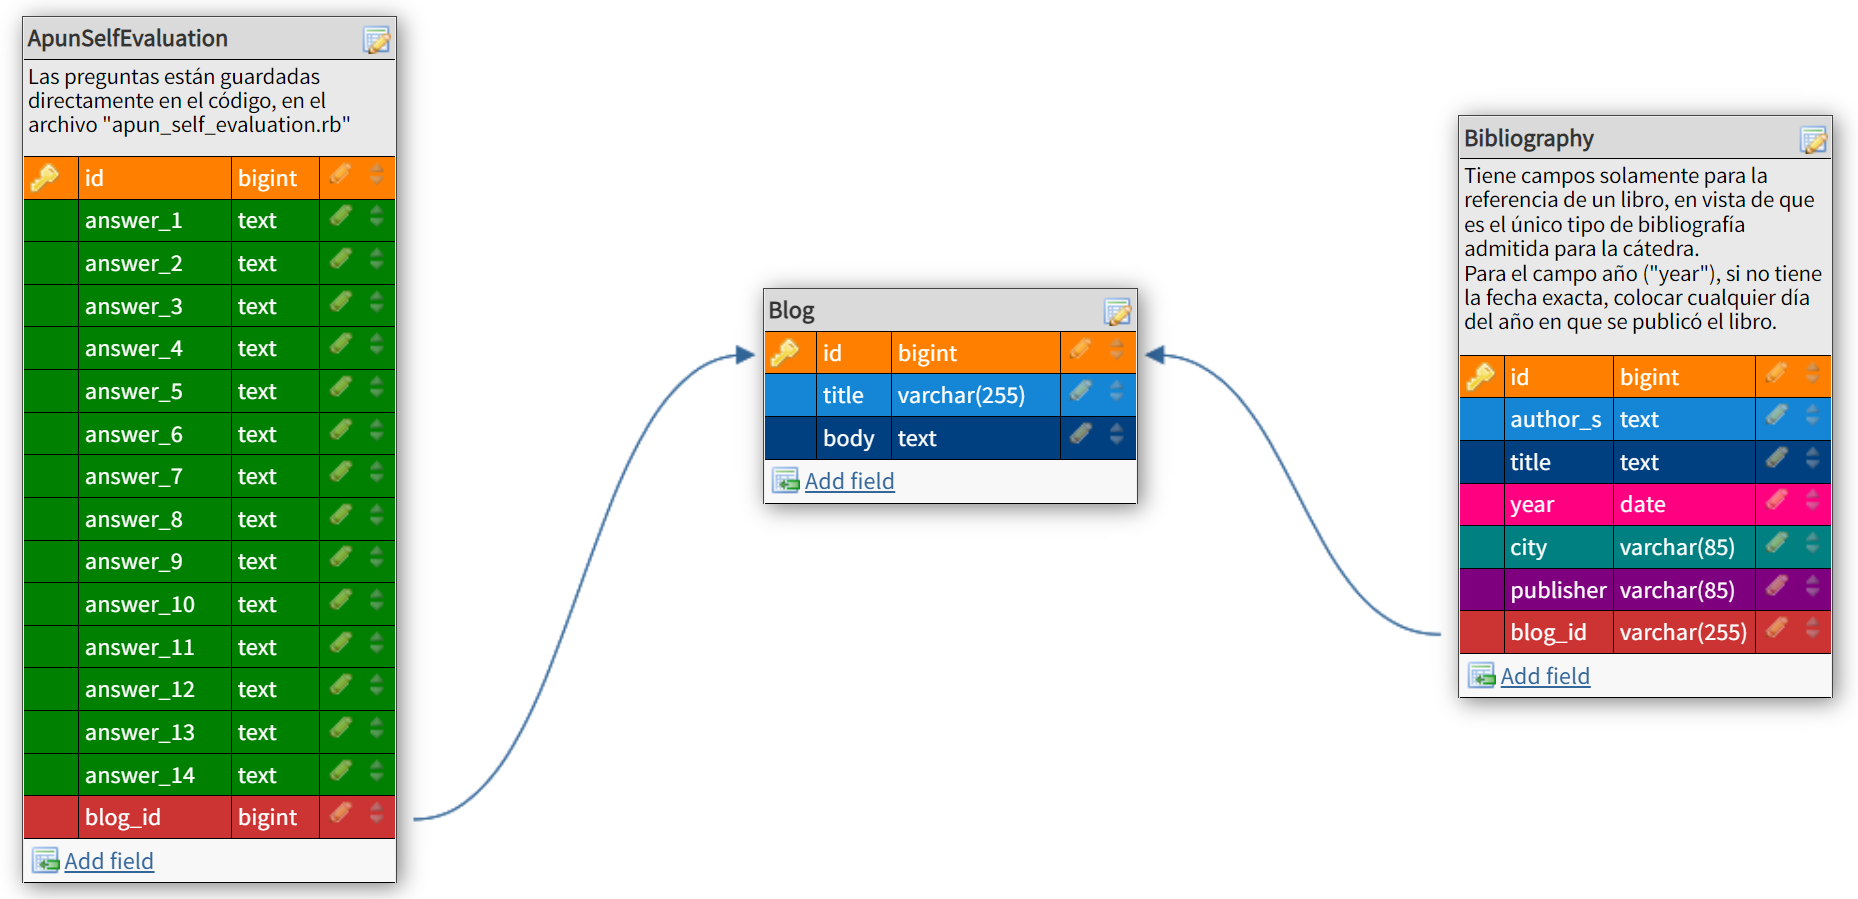 ApunSelfEvaluation
Las preguntas están guardadas
directamente en el código, en el
archivo "apun_self_evaluation.rb"
id bigint
answer_1 text
answer_2 text
answer_3 text
answer_4 text
answer_5 text
answer_6 text
answer_7 text
answer_8 text
answer_9 text
answer_10 text
answer_11 text
answer_12 text
answer_13 text
answer_14 text
blog_id bigint
Add field
Blog
id bigint
title varchar(255)
body text
Add field
Bibliography
Tiene campos solamente para la
referencia de un libro, en vista de que
es el único tipo de bibliografía
admitida para la cátedra.
Para el campo año ("year"), si no tiene
la fecha exacta, colocar cualquier día
del año en que se publicó el libro.
id bigint
author_s text
title text
year date
city varchar(85)
publisher varchar(85)
blog_id varchar(255)
Add field